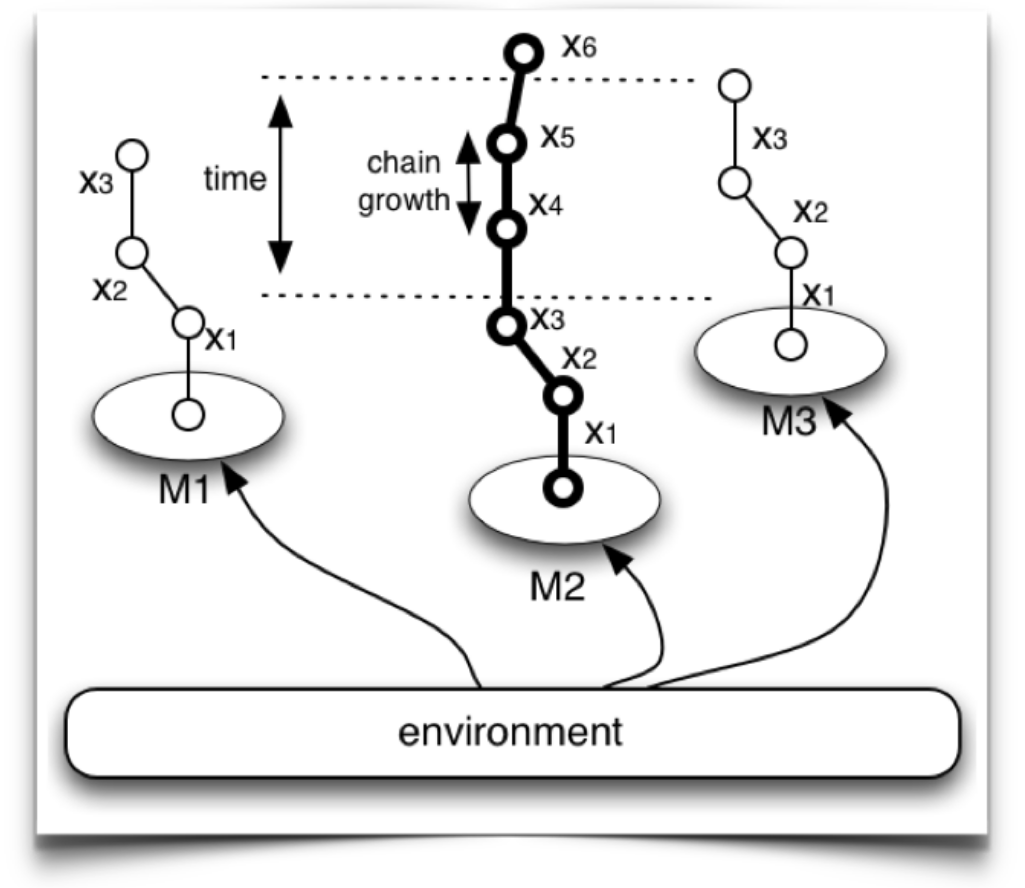 x6
x5
x3
time
chain
growth
x3
x4
x2
x2
x1
x1
x3
x2
x1
M1
M2
M3
environment